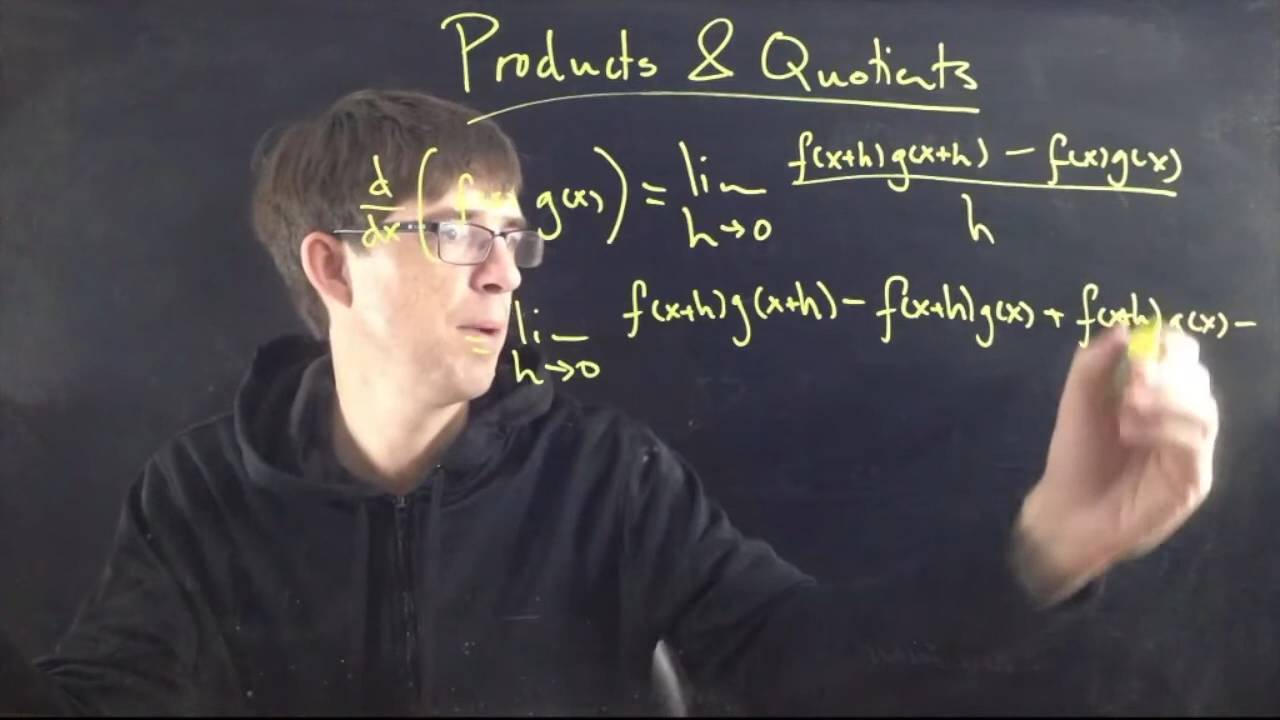 Products & Quotients
d/dx (f(x) g(x)) = lim h→0 f(x+h)g(x+h) - f(x)g(x) / h
= lim h→0 f(x+h)g(x+h) - f(x+h)g(x) + f(x+h)g(x) -